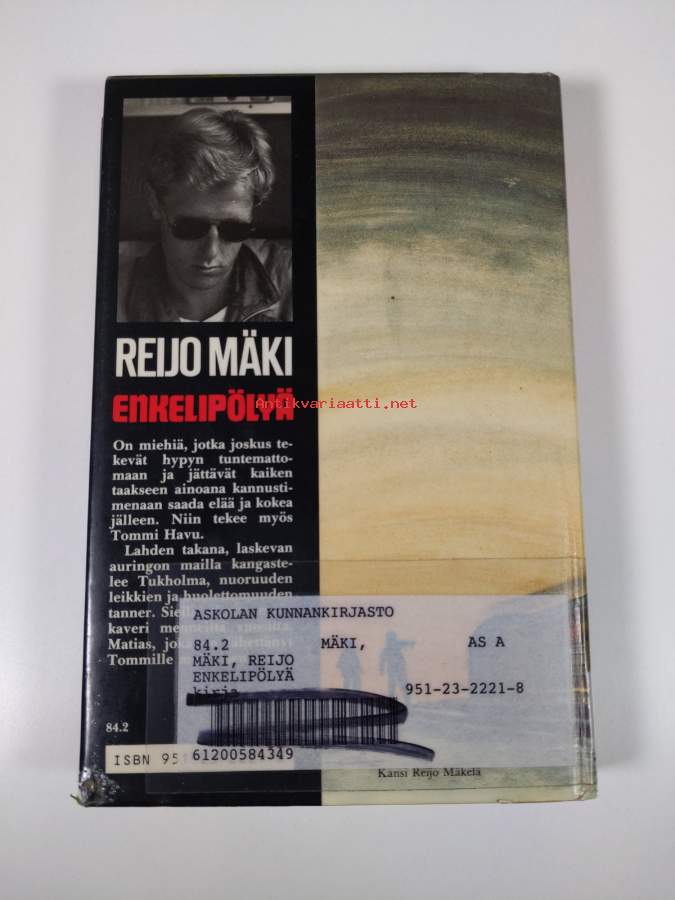 REIJO MÄKI
ENKELIPÖLYÄ
Antikvariaatti.net
On miehiä, jotka joskus te-
kevät hypyn tuntematto-
maan ja jättävät kaiken
taakseen ainoana kannusti-
menaan saada elää ja kokea
jälleen. Niin tekee myös
Tommi Havu.
Lahden takana, laskevan
auringon mailla kangaste-
lee Tukholma, nuoruuden
leikkien ja huolettomuuden
tanner.
kaveri
Matias,
Tommille
ASKOLAN KUNNANKIRJASTO
84.2 MÄKI, AS A
MÄKI, REIJO
ENKELIPÖLYÄ
kirja 951-23-2221-8
61200584349
84.2
ISBN 95
Kansi Reijo Mäkelä